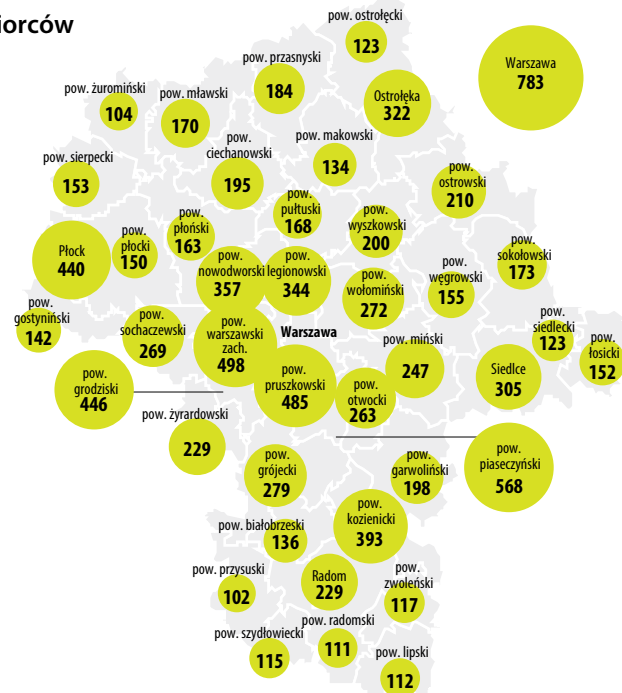 iorców
pow. ostrołęcki
123
Warszawa
783
pow. przasnyski
184
Ostrołęka
322
pow. żuromiński
104
pow. mławski
170
pow. makowski
134
pow.
ciechanowski
195
pow. sierpecki
153
pow.
ostrowski
210
pow.
pułtuski
168
pow.
wyszkowski
200
pow.
płoński
163
pow.
płocki
150
Płock
440
pow.
sokołowski
173
pow.
nowodworski
357
pow.
legionowski
344
pow.
wołomiński
272
pow.
węgrowski
155
pow.
gostyniński
142
pow.
sochaczewski
269
pow.
warszawski
zach.
498
Warszawa
pow. miński
247
pow.
siedlecki
123
pow.
łosicki
152
Siedlce
305
pow.
grodziski
446
pow.
pruszkowski
485
pow.
otwocki
263
pow. żyrardowski
229
pow.
piaseczyński
568
pow.
grójecki
279
pow.
garwoliński
198
pow.
kozienicki
393
pow. białobrzeski
136
pow. przysuski
102
Radom
229
pow.
zwoleński
117
pow. szydłowiecki
115
pow. radomski
111
pow. lipski
112